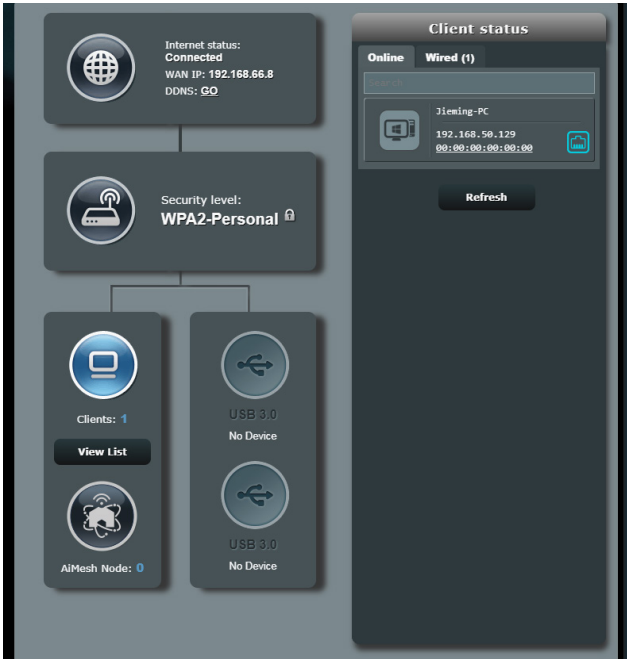 Internet status:
Connected
WAN IP: 192.168.66.8
DDNS: GO
Security level:
WPA2-Personal
Clients: 1
View List
AiMesh Node: 0
USB 3.0
No Device
USB 3.0
No Device
Client status
Online Wired (1)
Search
Jieming-PC
192.168.50.129
00:00:00:00:00:00
Refresh